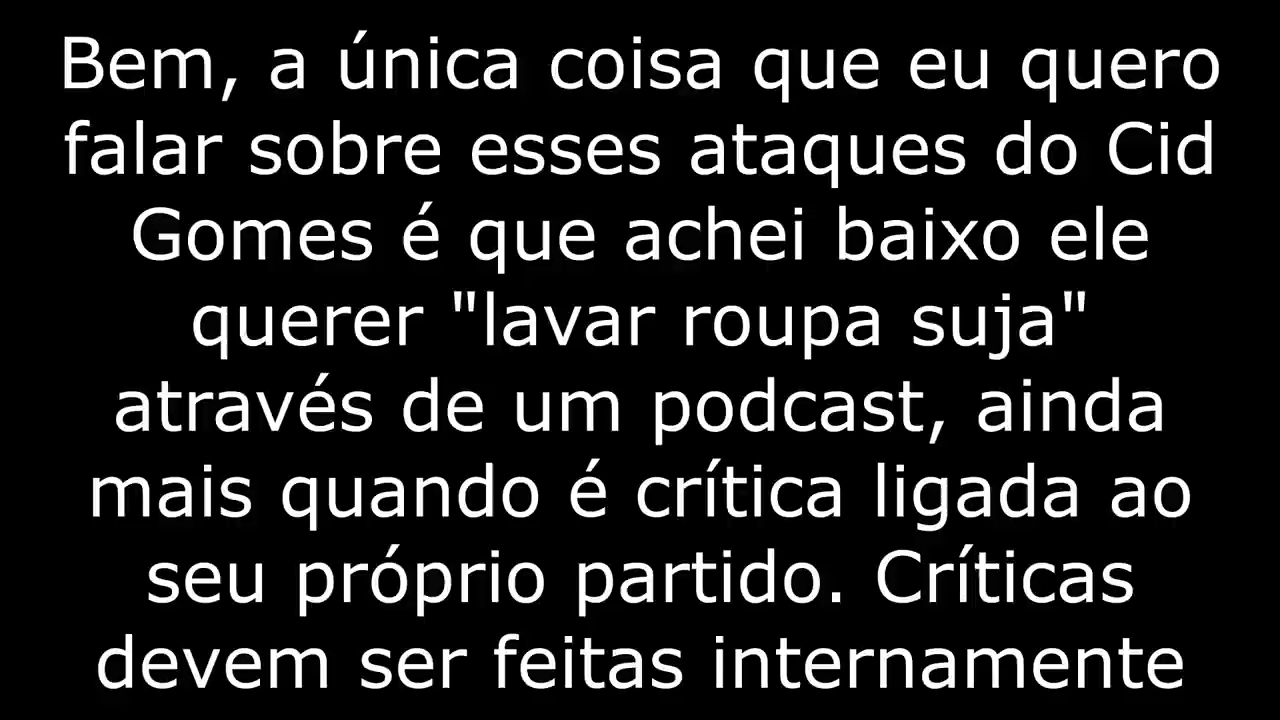 Bem, a única coisa que eu quero
falar sobre esses ataques do Cid
Gomes é que achei baixo ele
querer "lavar roupa suja"
através de um podcast, ainda
mais quando é crítica ligada ao
seu próprio partido. Críticas
devem ser feitas internamente